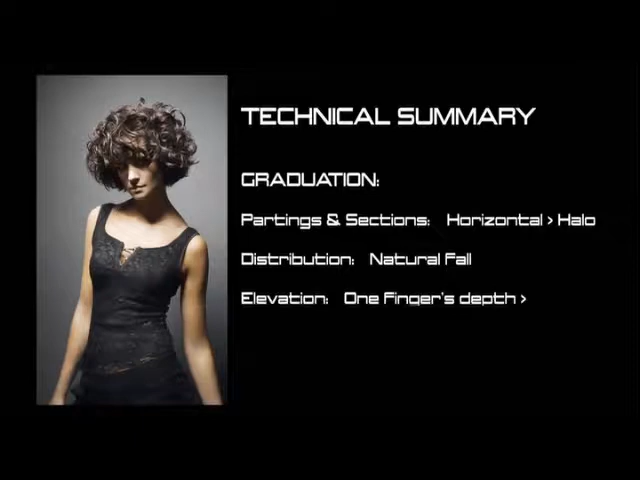 TECHNICAL SUMMARY
GRADUATION:
Partings & Sections: Horizontal > Halo
Distribution: Natural Fall
Elevation: One Finger's depth >